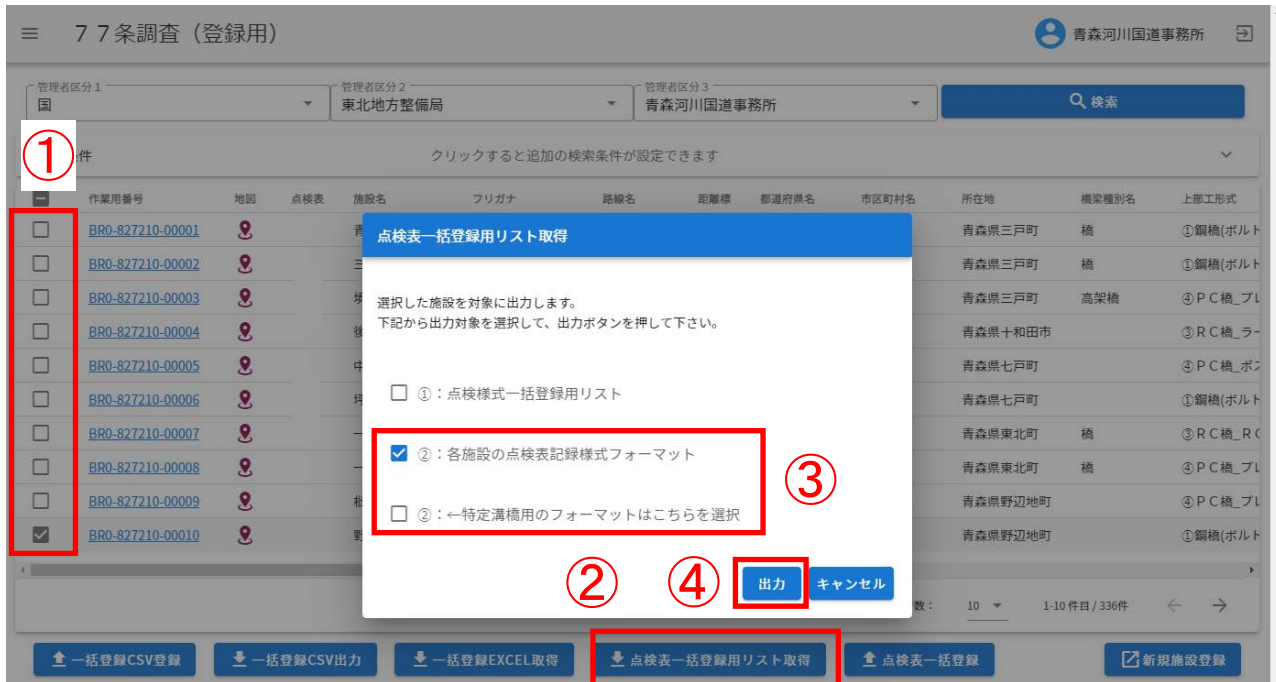 ７７条調査（登録用）
青森河川国道事務所
管理者区分１
国
管理者区分２
東北地方整備局
管理者区分３
青森河川国道事務所
検索
①
件
クリックすると追加の検索条件が設定できます
作業用番号 地図 点検表 施設名 フリガナ 路線名 距離標 都道府県名 市区町村名 所在地 橋梁種別名 上部工形式
BR0-827210-00001 青森県三戸町 橋 ①鋼橋(ボルト
BR0-827210-00002 青森県三戸町 橋 ①鋼橋(ボルト
BR0-827210-00003 青森県三戸町 高架橋 ④ＰＣ橋_プレ
BR0-827210-00004 青森県十和田市 ③ＲＣ橋_ラー
BR0-827210-00005 青森県七戸町 ④ＰＣ橋_ポス
BR0-827210-00006 青森県七戸町 ①鋼橋(ボルト
BR0-827210-00007 青森県東北町 橋 ③ＲＣ橋_ＲＣ
BR0-827210-00008 青森県東北町 橋 ④ＰＣ橋_プレ
BR0-827210-00009 青森県野辺地町 ④ＰＣ橋_プレ
BR0-827210-00010 青森県野辺地町 ①鋼橋(ボルト
点検表一括登録用リスト取得
選択した施設を対象に出力します。
下記から出力対象を選択して、出力ボタンを押して下さい。
①：点検様式一括登録用リスト
②：各施設の点検表記録様式フォーマット
③
②：←特定溝橋用のフォーマットはこちらを選択
②
④
出力
キャンセル
数：
10
1-10 件目 / 336件
一括登録CSV登録
一括登録CSV出力
一括登録EXCEL取得
点検表一括登録用リスト取得
点検表一括登録
新規施設登録